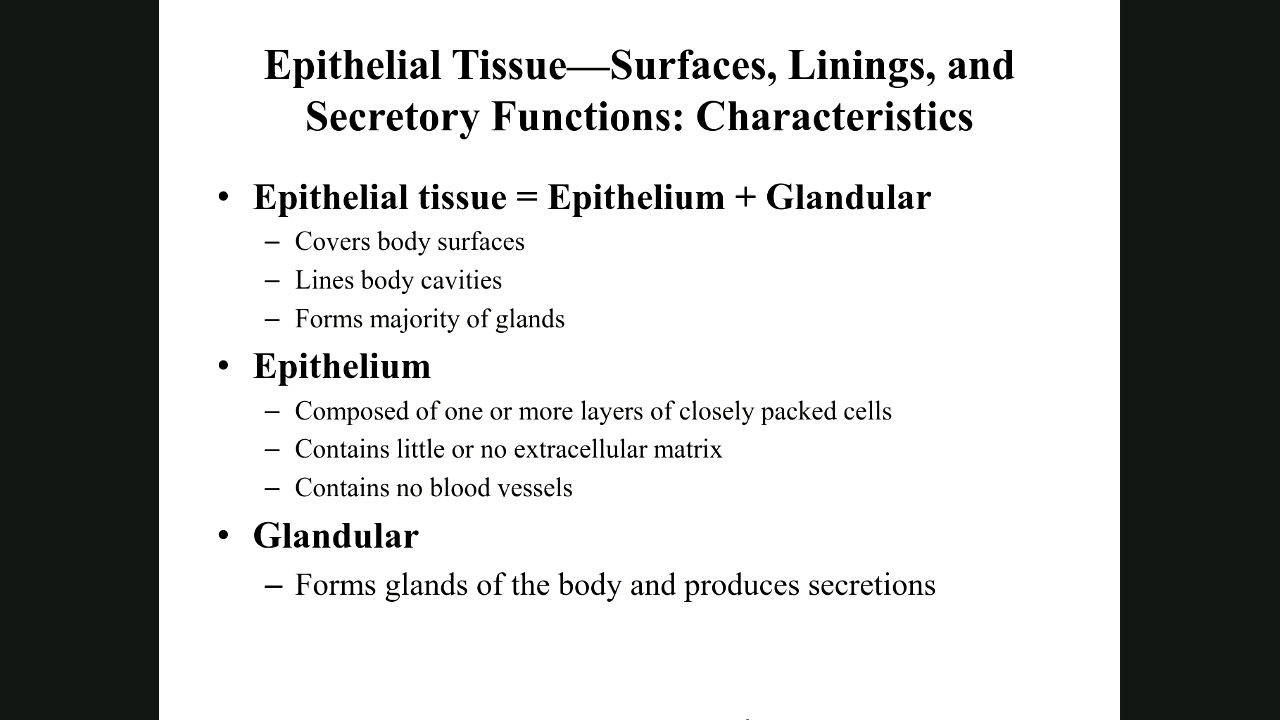 Epithelial Tissue—Surfaces, Linings, and
Secretory Functions: Characteristics
• Epithelial tissue = Epithelium + Glandular
– Covers body surfaces
– Lines body cavities
– Forms majority of glands
• Epithelium
– Composed of one or more layers of closely packed cells
– Contains little or no extracellular matrix
– Contains no blood vessels
• Glandular
– Forms glands of the body and produces secretions